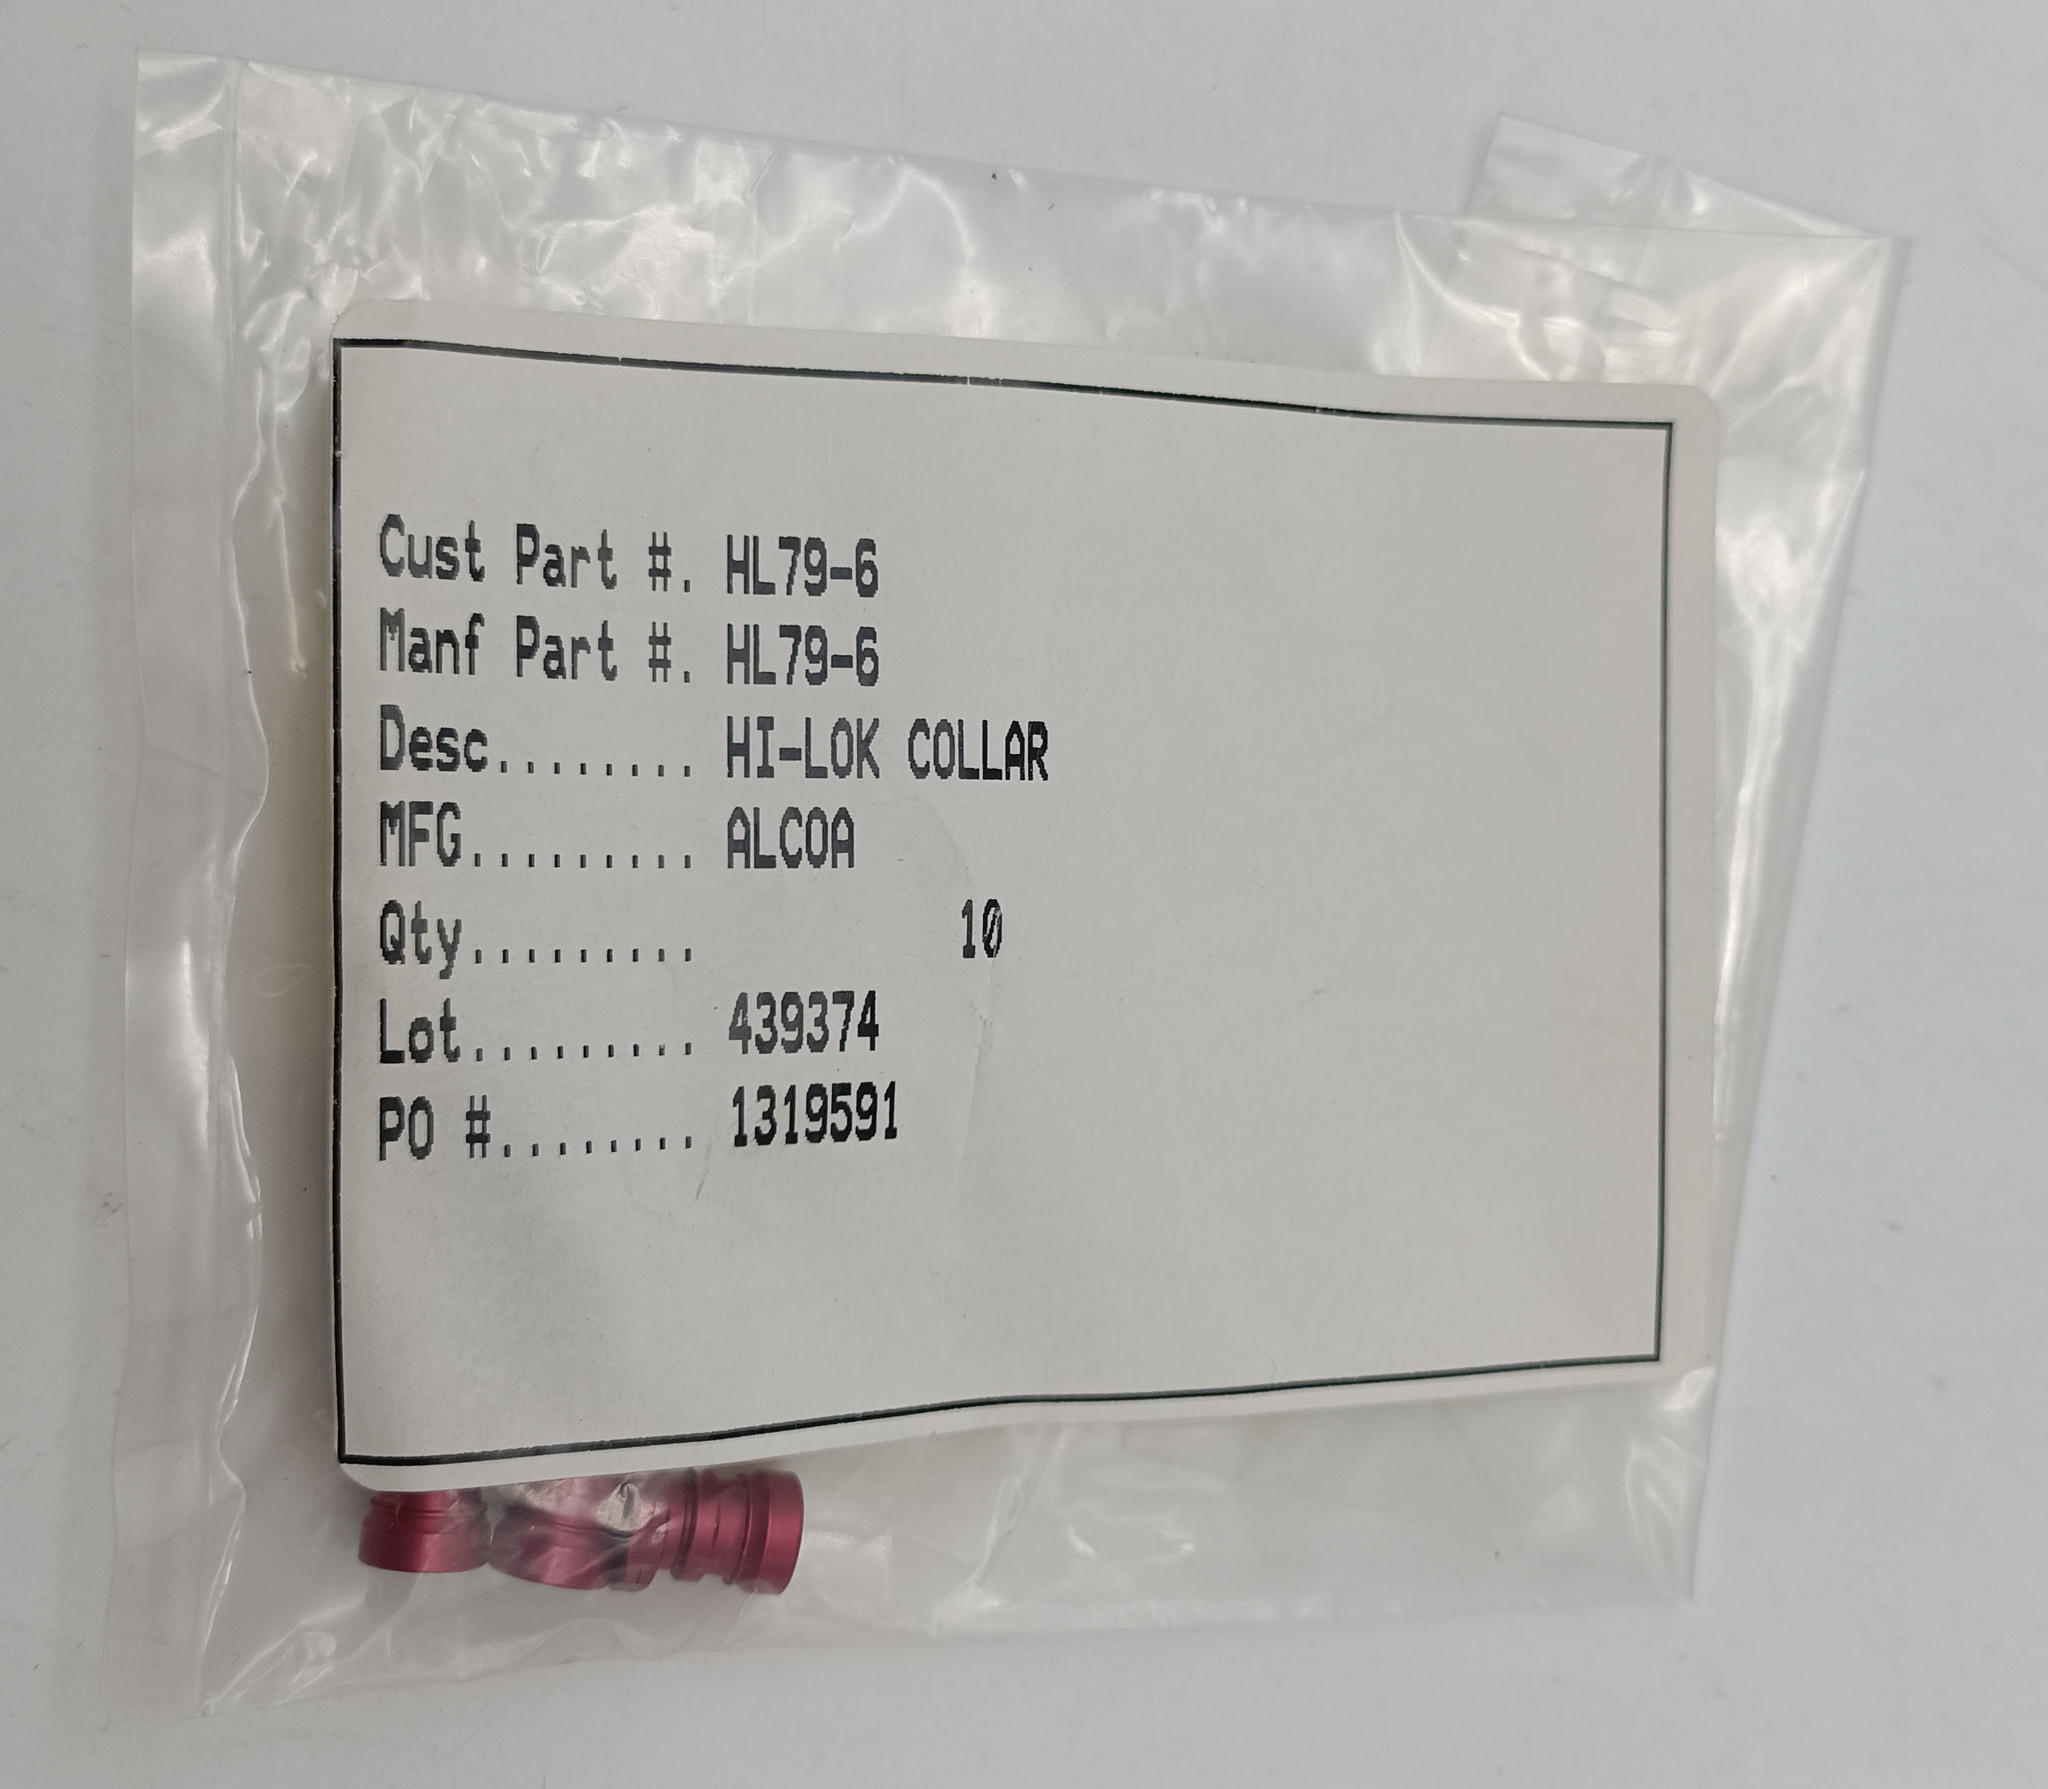 Cust Part #. HL79-6
Manf Part #. HL79-6
Desc........ HI-LOK COLLAR
MFG......... ALCOA
Qty......... 10
Lot......... 439374
PO #........ 1319591